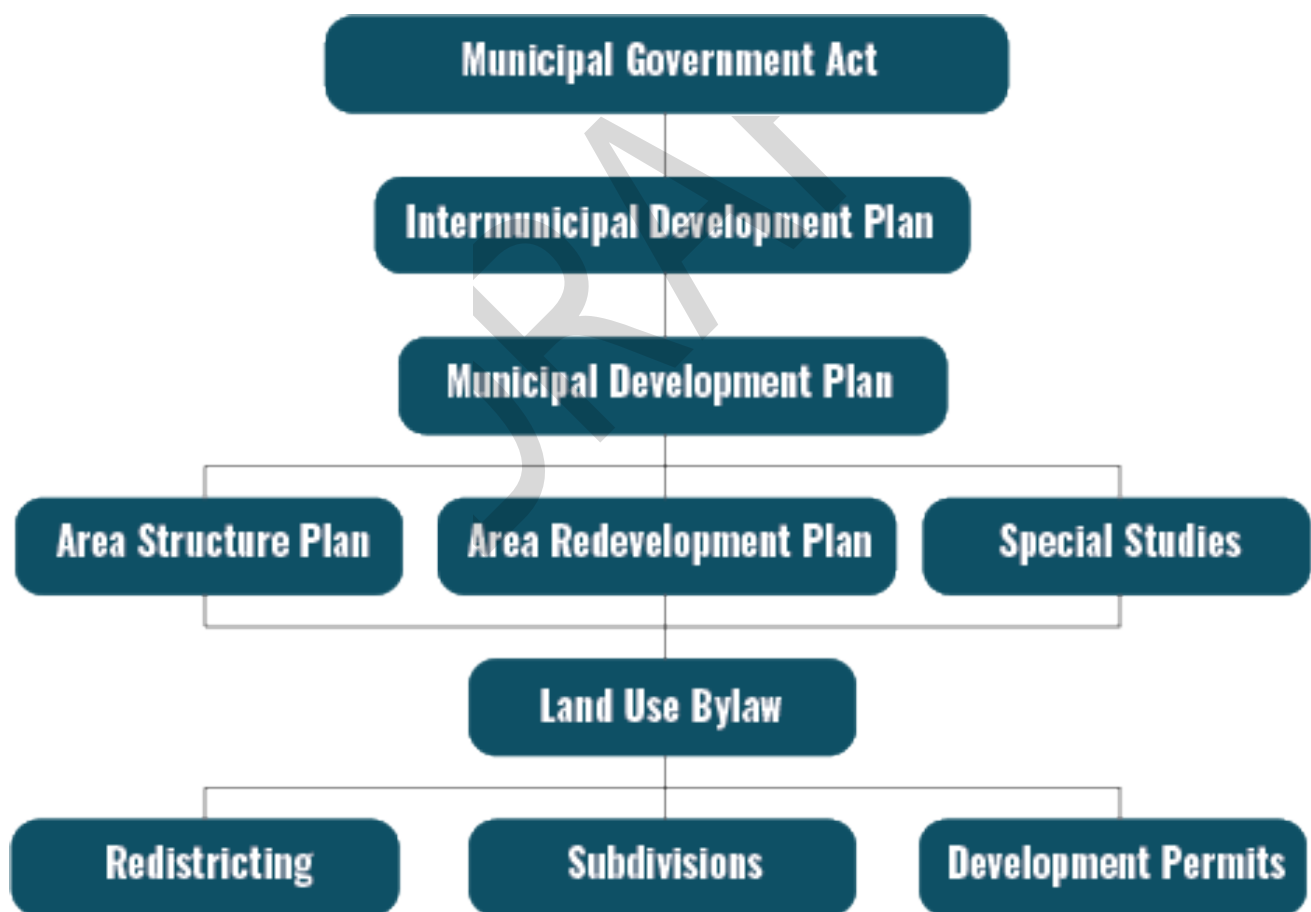 Municipal Government Act
Intermunicipal Development Plan
Municipal Development Plan
Area Structure Plan
Area Redevelopment Plan
Special Studies
Land Use Bylaw
Redistricting
Subdivisions
Development Permits